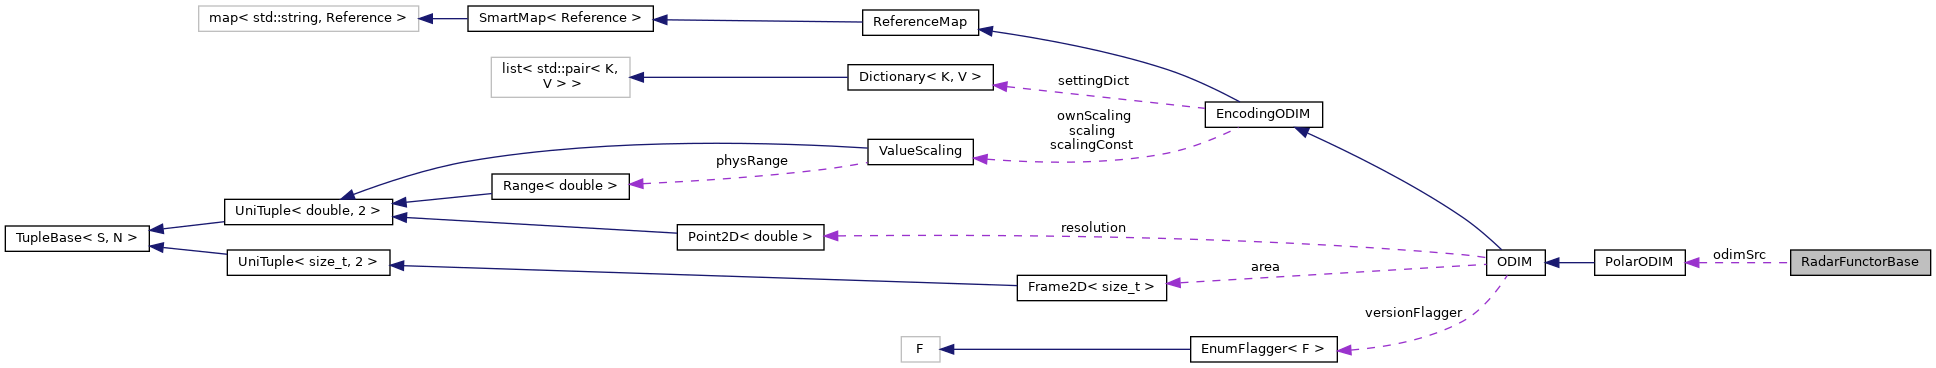 map< std::string, Reference >
SmartMap< Reference >
ReferenceMap
list< std::pair< K,
V > >
Dictionary< K, V >
settingDict
EncodingODIM
ownScaling
scaling
scalingConst
ValueScaling
physRange
Range< double >
UniTuple< double, 2 >
TupleBase< S, N >
Point2D< double >
resolution
UniTuple< size_t, 2 >
ODIM
PolarODIM
odimSrc
RadarFunctorBase
area
Frame2D< size_t >
versionFlagger
F
EnumFlagger< F >